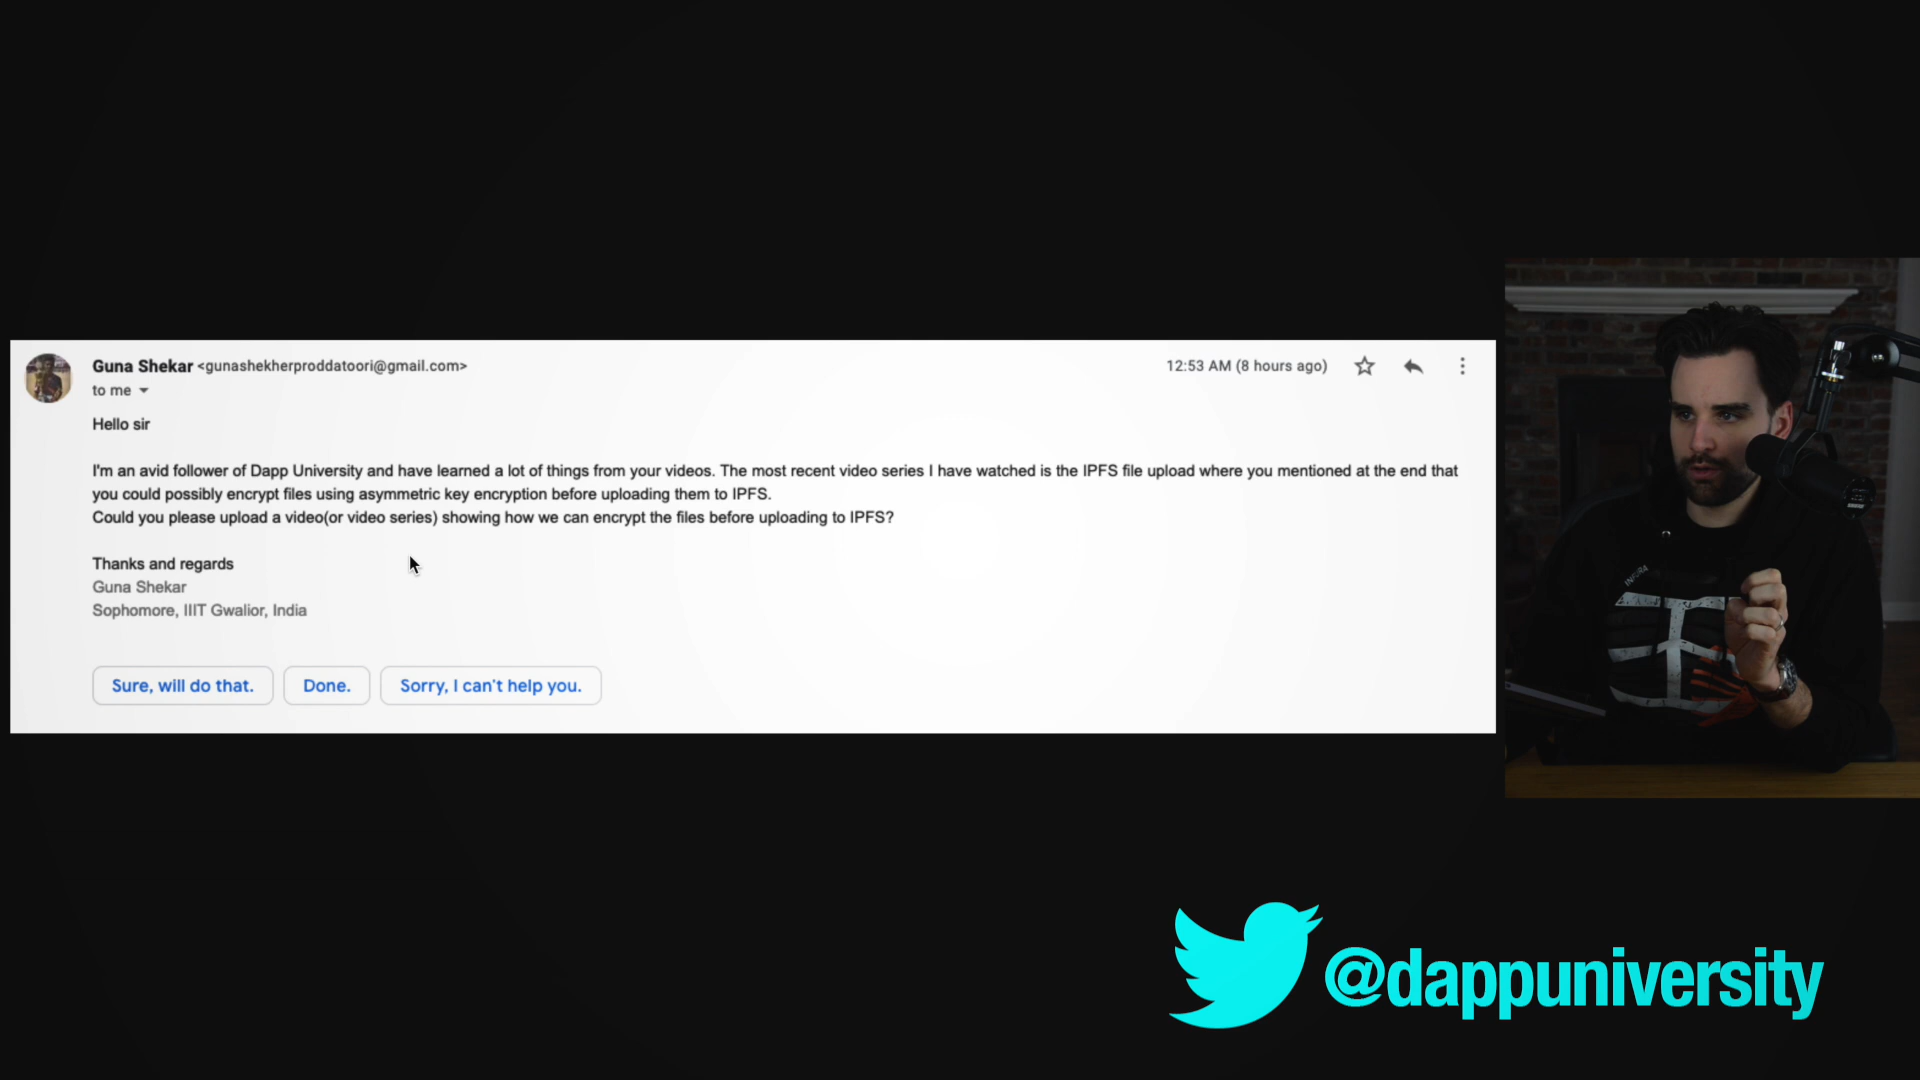 Guna Shekar <gunashekherproddatoori@gmail.com>
12:53 AM (8 hours ago)
to me
Hello sir
I'm an avid follower of Dapp University and have learned a lot of things from your videos. The most recent video series I have watched is the IPFS file upload where you mentioned at the end that
you could possibly encrypt files using asymmetric key encryption before uploading them to IPFS.
Could you please upload a video(or video series) showing how we can encrypt the files before uploading to IPFS?
Thanks and regards
Guna Shekar
Sophomore, IIIT Gwalior, India
Sure, will do that. Done. Sorry, I can't help you.
INFURA
@dappuniversity